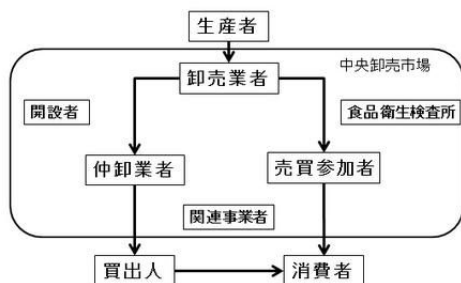 生産者
中央卸売市場
卸売業者
開設者
食品衛生検査所
仲卸業者
売買参加者
関連事業者
買出人
消費者